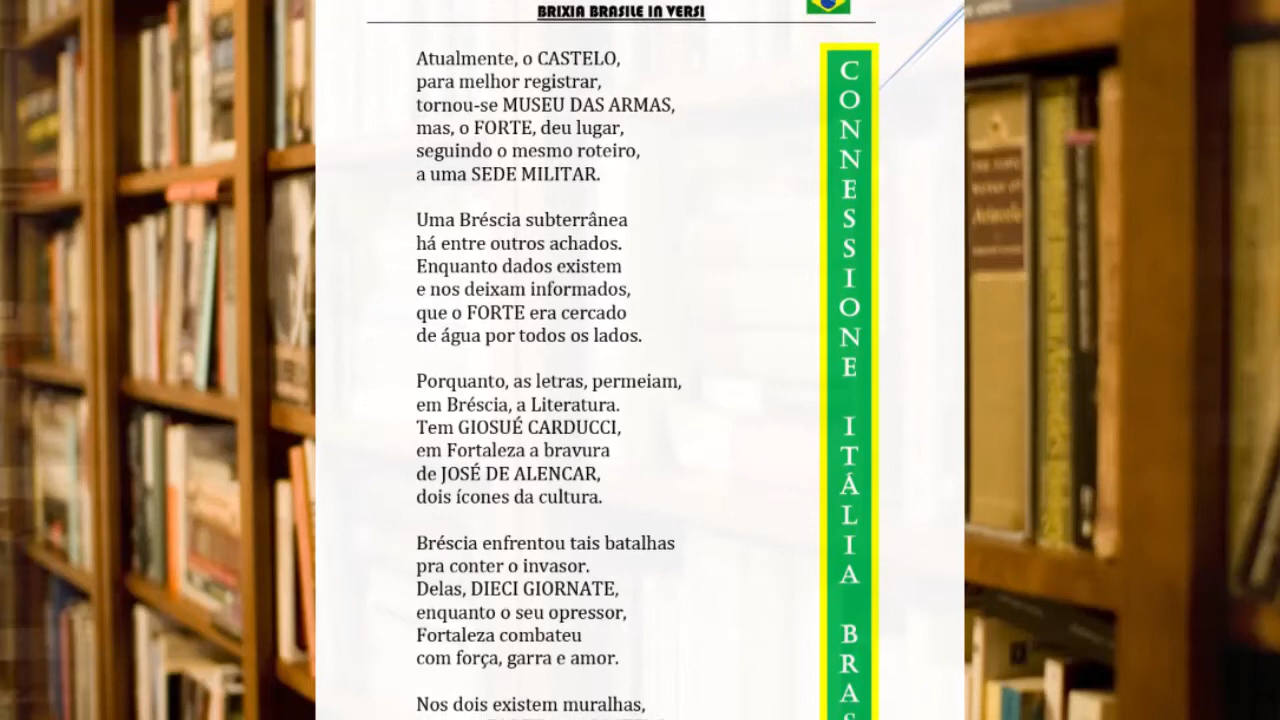 BRIXIA BRASILE IN VERSI
Atualmente, o CASTELO,
para melhor registrar,
tornou-se MUSEU DAS ARMAS,
mas, o FORTE, deu lugar,
seguindo o mesmo roteiro,
a uma SEDE MILITAR.
Uma Bréscia subterrânea
há entre outros achados.
Enquanto dados existem
e nos deixam informados,
que o FORTE era cercado
de água por todos os lados.
Porquanto, as letras, permeiam,
em Bréscia, a Literatura.
Tem GIOSUÉ CARDUCCI,
em Fortaleza a bravura
de JOSÉ DE ALENCAR,
dois ícones da cultura.
Bréscia enfrentou tais batalhas
pra conter o invasor.
Delas, DIECI GIORNATE,
enquanto o seu opressor,
Fortaleza combateu
com força, garra e amor.
Nos dois existem muralhas,
CONNESSIONE ITÁLIA BRAS